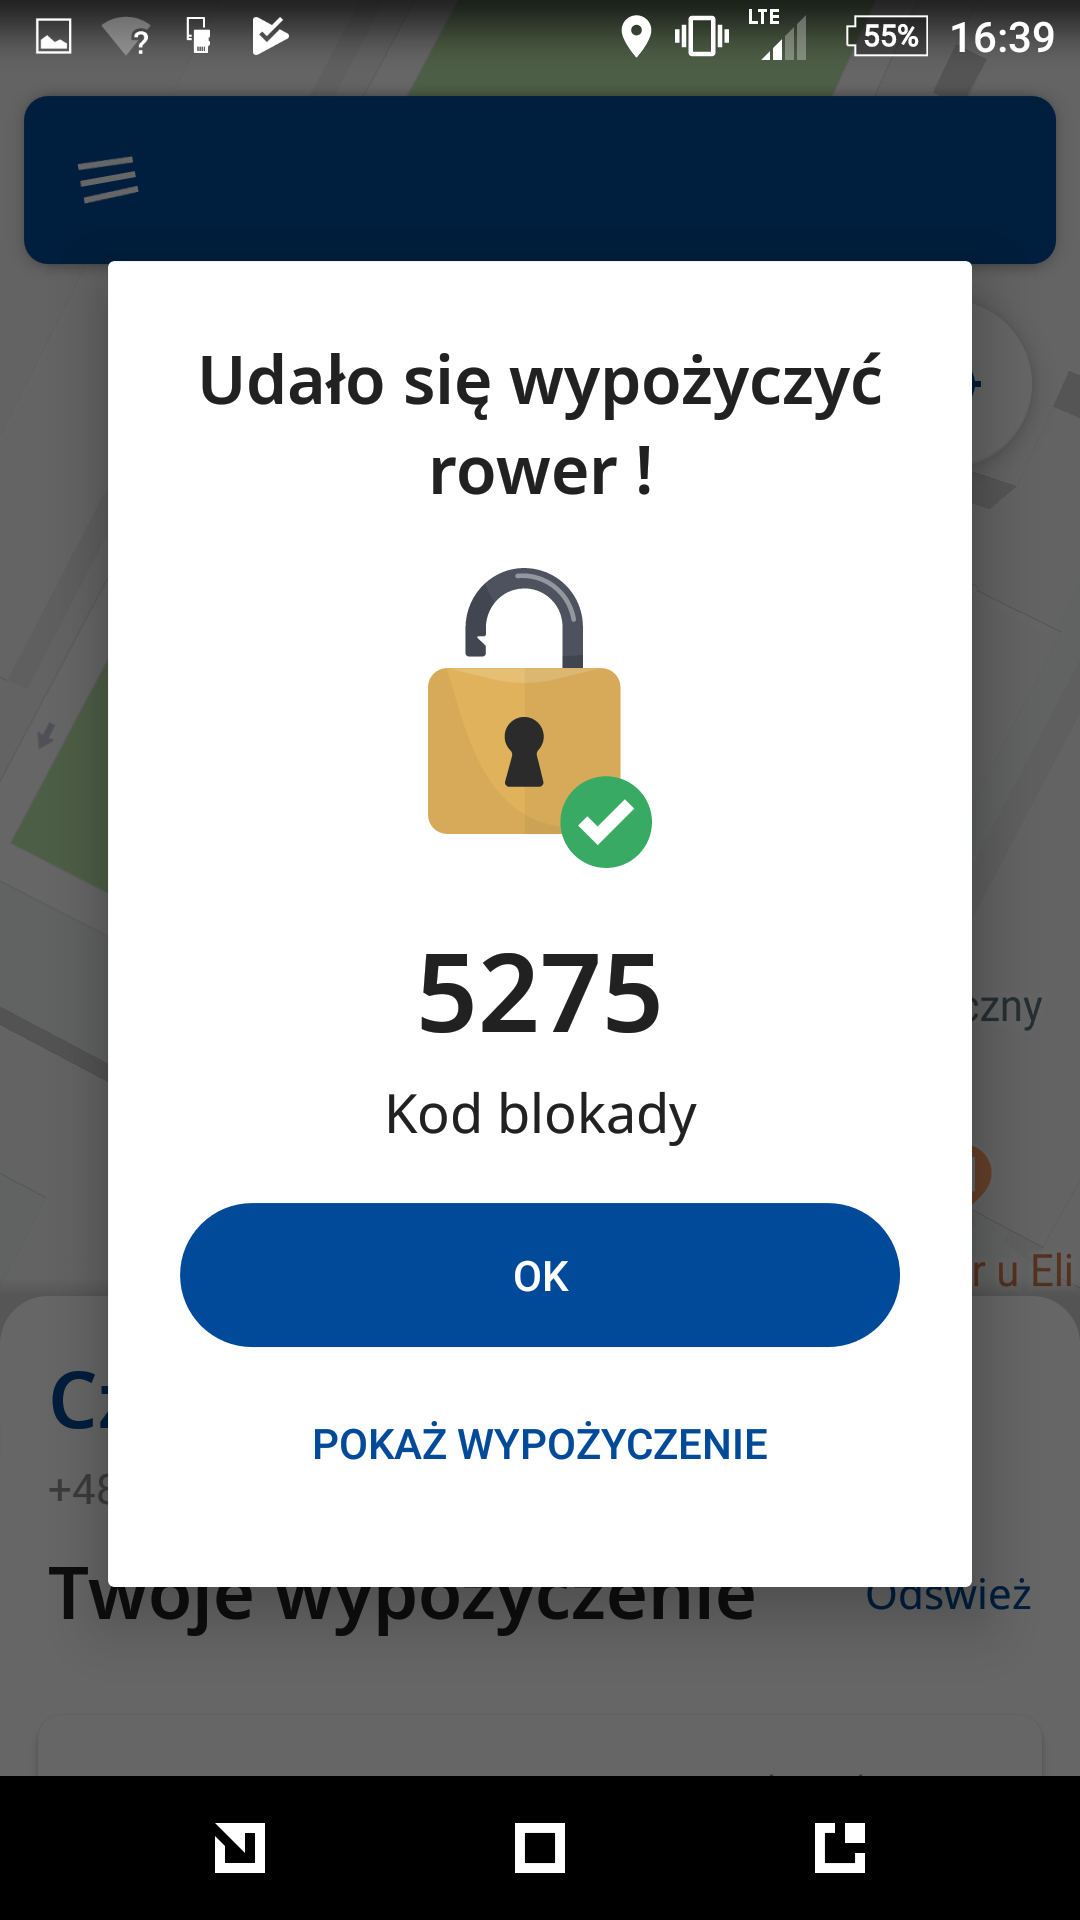 LTE 55% 16:39
Udało się wypożyczyć
rower !
5275
czny
Kod blokady
OK
r u Eli
POKAŻ WYPOŻYCZENIE
+48
Twoje wypożyczenie Odśwież